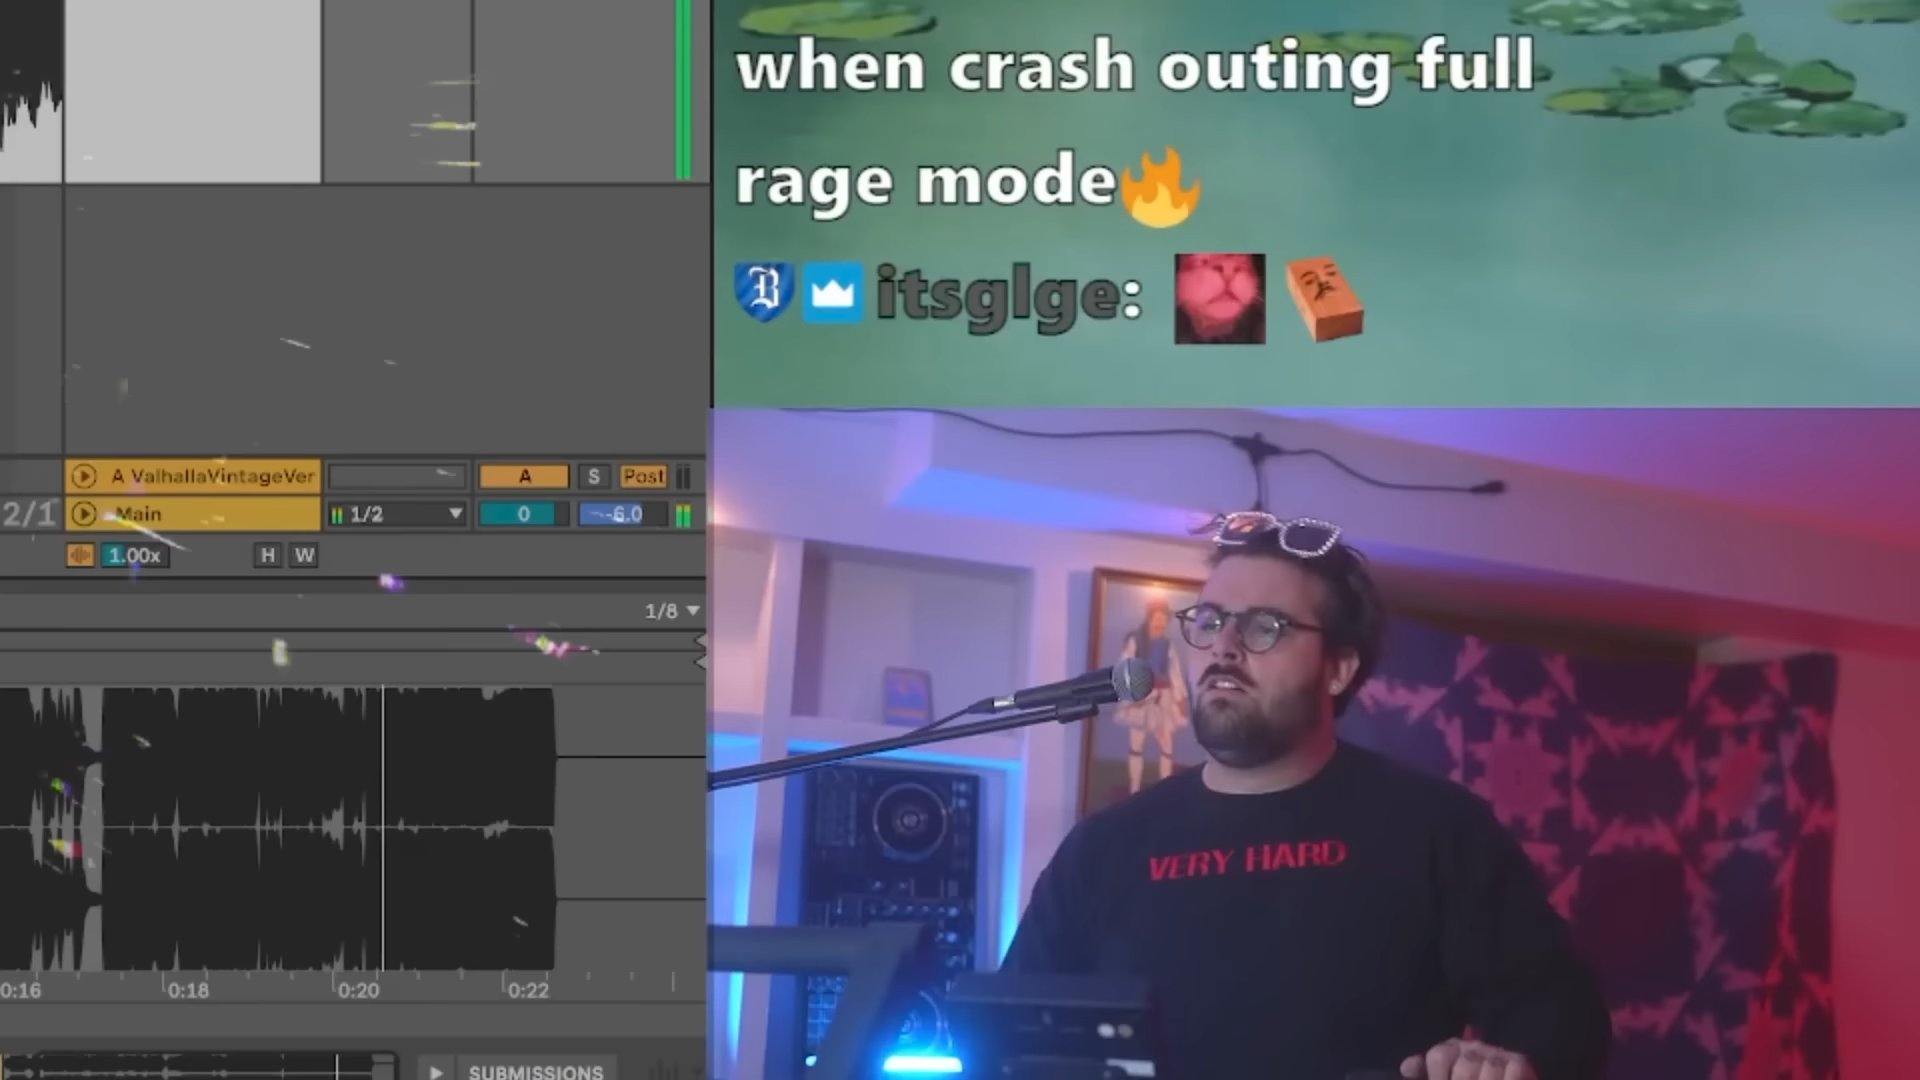 when crash outing full
rage mode
B itsglge:
A ValhallaVintageVer
A S Post
2/1 Main 1/2 0 -6.0
1.00x H W
1/8
0:16 0:18 0:20 0:22
SUBMISSIONS
VERY HARD